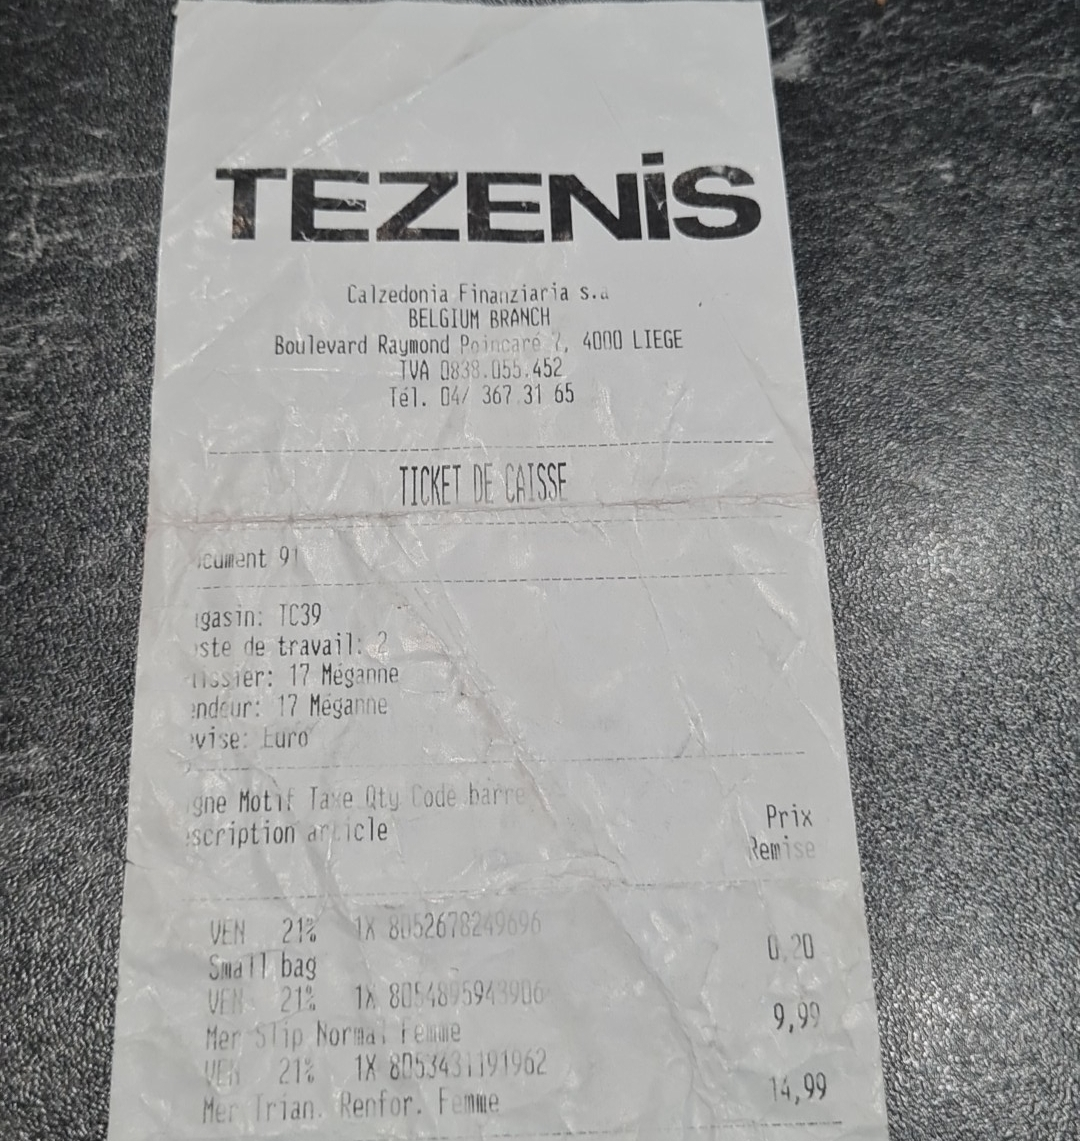 TEZENIS
Calzedonia Finanziaria s.a
BELGIUM BRANCH
Boulevard Raymond Poincaré 7, 4000 LIEGE
TVA 0838.055.452
Tél. 04/ 367 31 65
TICKET DE CAISSE
cument 91
gasin: TC39
ste de travail: 2
issier: 17 Méganne
endeur: 17 Méganne
vise: Euro
gne Motif Taxe Qty Code barre
Prix
scription article
Remise
VEN 21% 1X 8052678249696
0,20
Small bag
VEN 21% 1X 8054895943906
9,99
Mer Slip Normal Femme
VEN 21% 1X 8053431191962
14,99
Mer Trian. Renfor. Femme